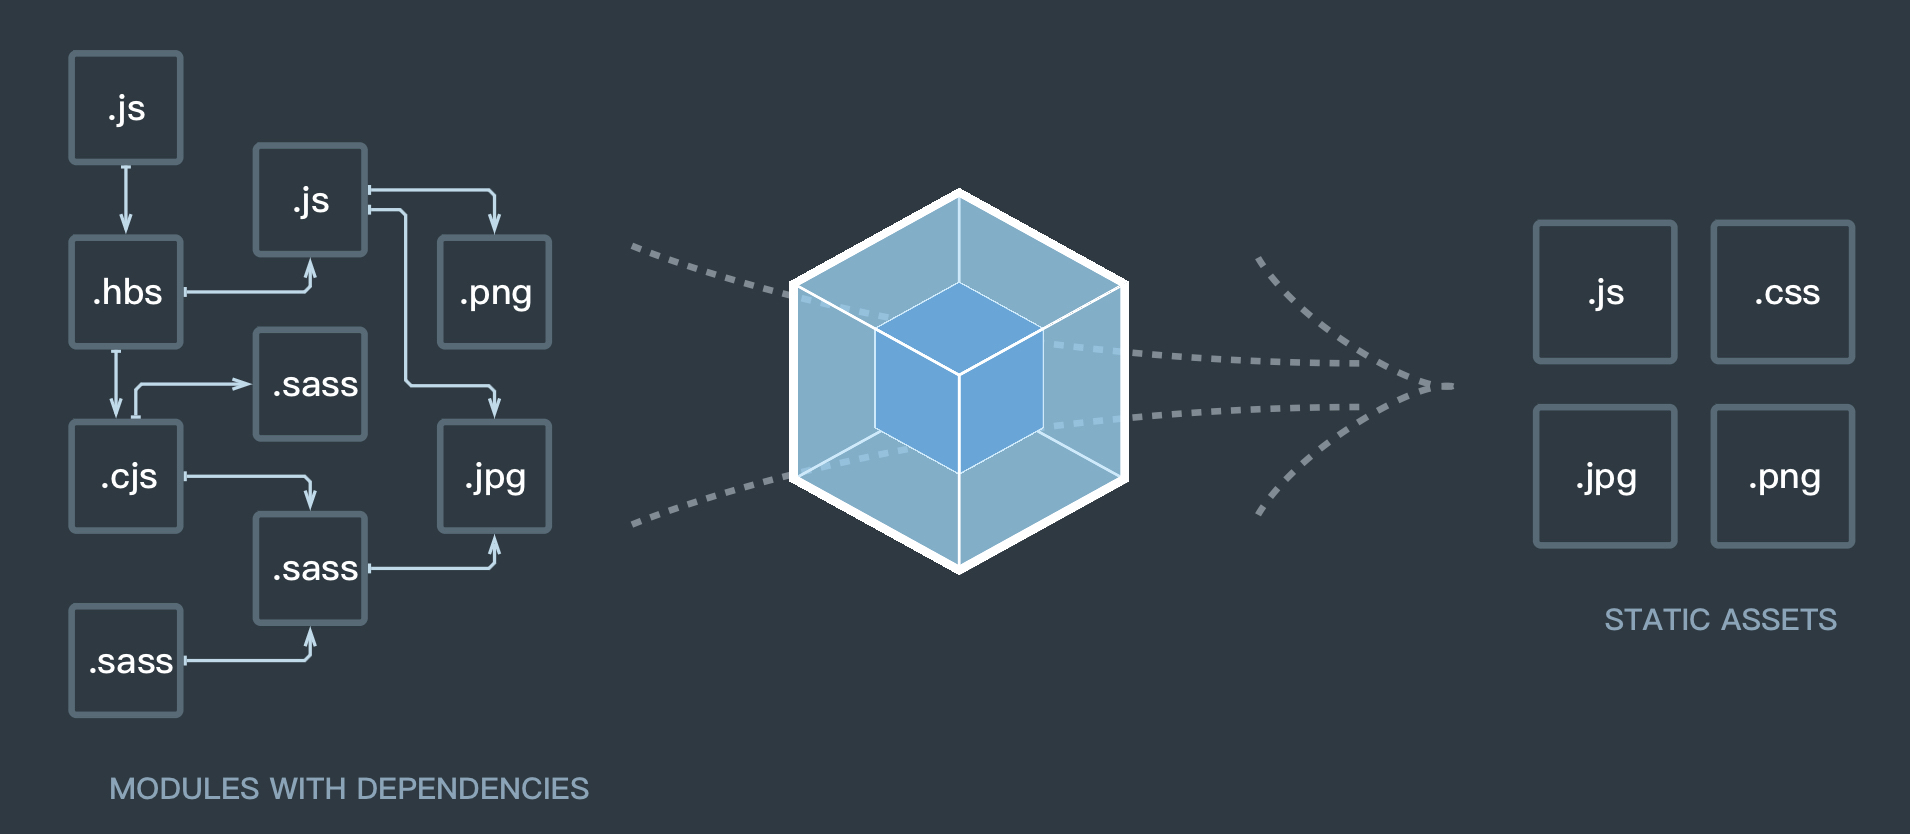 .js
.js
.hbs
.png
.sass
.cjs
.jpg
.sass
.sass
MODULES WITH DEPENDENCIES
.js
.css
.jpg
.png
STATIC ASSETS